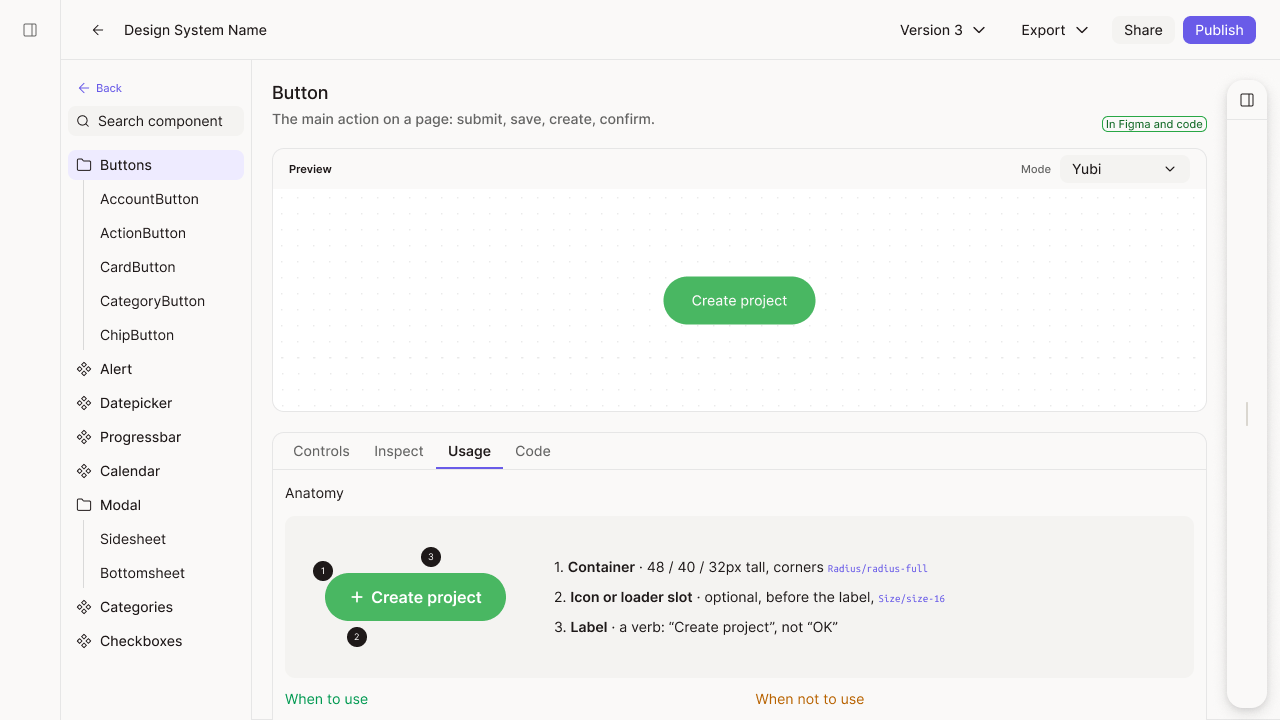 Design System Name
Version 3
Export
Share
Publish
Back
Search component
Buttons
AccountButton
ActionButton
CardButton
CategoryButton
ChipButton
Alert
Datepicker
Progressbar
Calendar
Modal
Sidesheet
Bottomsheet
Categories
Checkboxes
Button
The main action on a page: submit, save, create, confirm.
In Figma and code
Preview
Mode
Yubi
Create project
Controls
Inspect
Usage
Code
Anatomy
1
3
+ Create project
2
1. Container · 48 / 40 / 32px tall, corners Radius/radius-full
2. Icon or loader slot · optional, before the label, Size/size-16
3. Label · a verb: “Create project”, not “OK”
When to use
When not to use